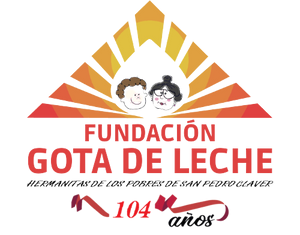 FUNDACIÓN
GOTA DE LECHE
HERMANITAS DE LOS POBRES DE SAN PEDRO CLAVER
104 años